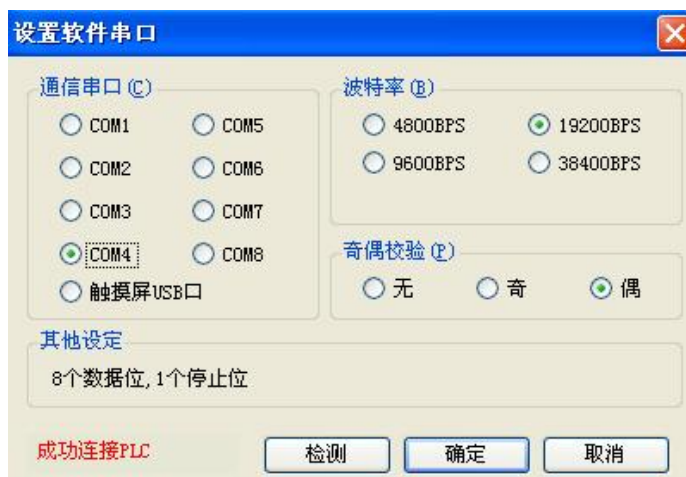 设置软件串口
通信串口(C)
COM1
COM5
COM2
COM6
COM3
COM7
COM4
COM8
触摸屏USB口
波特率(B)
4800BPS
19200BPS
9600BPS
38400BPS
奇偶校验(P)
无
奇
偶
其他设定
8个数据位,1个停止位
成功连接PLC
检测
确定
取消